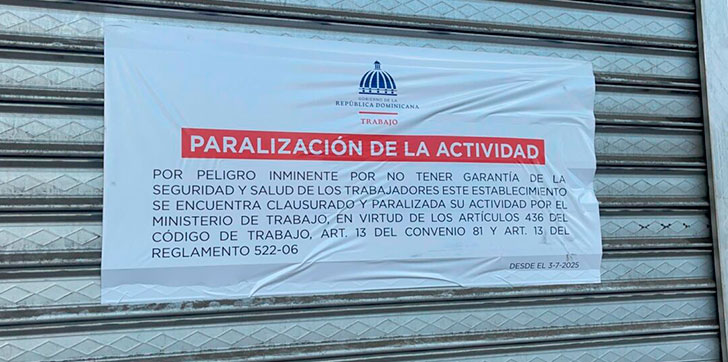 GOBIERNO DE LA
REPÚBLICA DOMINICANA
TRABAJO
PARALIZACIÓN DE LA ACTIVIDAD
POR PELIGRO INMINENTE POR NO TENER GARANTÍA DE LA
SEGURIDAD Y SALUD DE LOS TRABAJADORES ESTE ESTABLECIMIENTO
SE ENCUENTRA CLAUSURADO Y PARALIZADA SU ACTIVIDAD POR EL
MINISTERIO DE TRABAJO, EN VIRTUD DE LOS ARTÍCULOS 436 DEL
CÓDIGO DE TRABAJO, ART. 13 DEL CONVENIO 81 Y ART. 13 DEL
REGLAMENTO 522-06
DESDE EL 3-7-2025